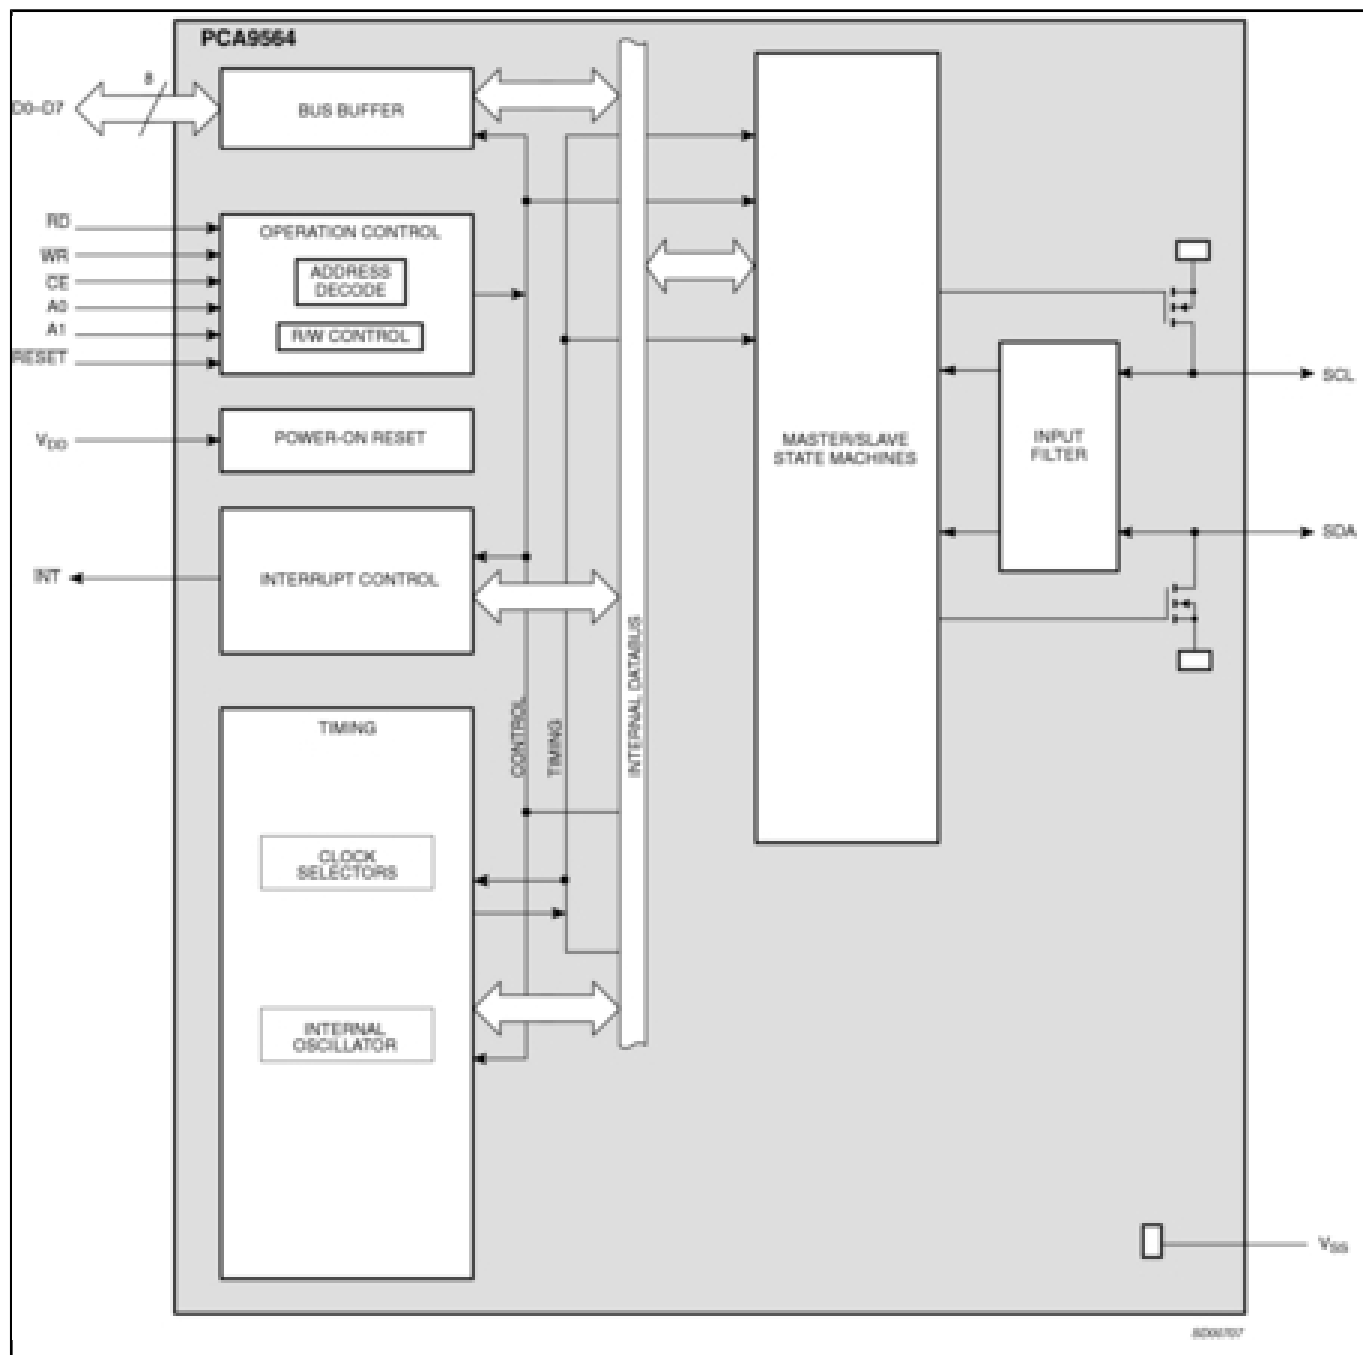 PCA9564
8
D0–D7
BUS BUFFER
RD
WR
CE
A0
A1
RESET
OPERATION CONTROL
ADDRESS
DECODE
R/W CONTROL
VDD
POWER-ON RESET
INT
INTERRUPT CONTROL
TIMING
CLOCK
SELECTORS
INTERNAL
OSCILLATOR
CONTROL
TIMING
INTERNAL DATABUS
MASTER/SLAVE
STATE MACHINES
INPUT
FILTER
SCL
SDA
VSS
SD00707